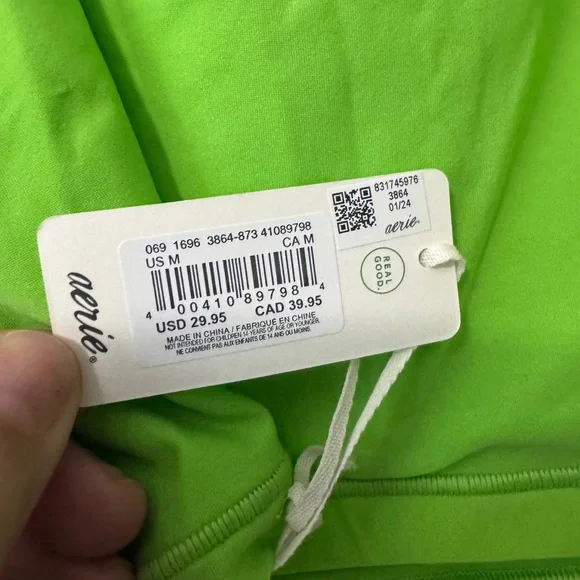 aerie®
069 1696 3864-873 41089798
US M CA M
4 00410 89798 4
USD 29.95 CAD 39.95
MADE IN CHINA / FABRIQUÉ EN CHINE
NOT INTENDED FOR CHILDREN 14 YEARS OF AGE OR YOUNGER.
NE CONVIENT PAS AUX ENFANTS DE 14 ANS OU MOINS.
831745976
3864
01/24
aerie®
REAL
GOOD.